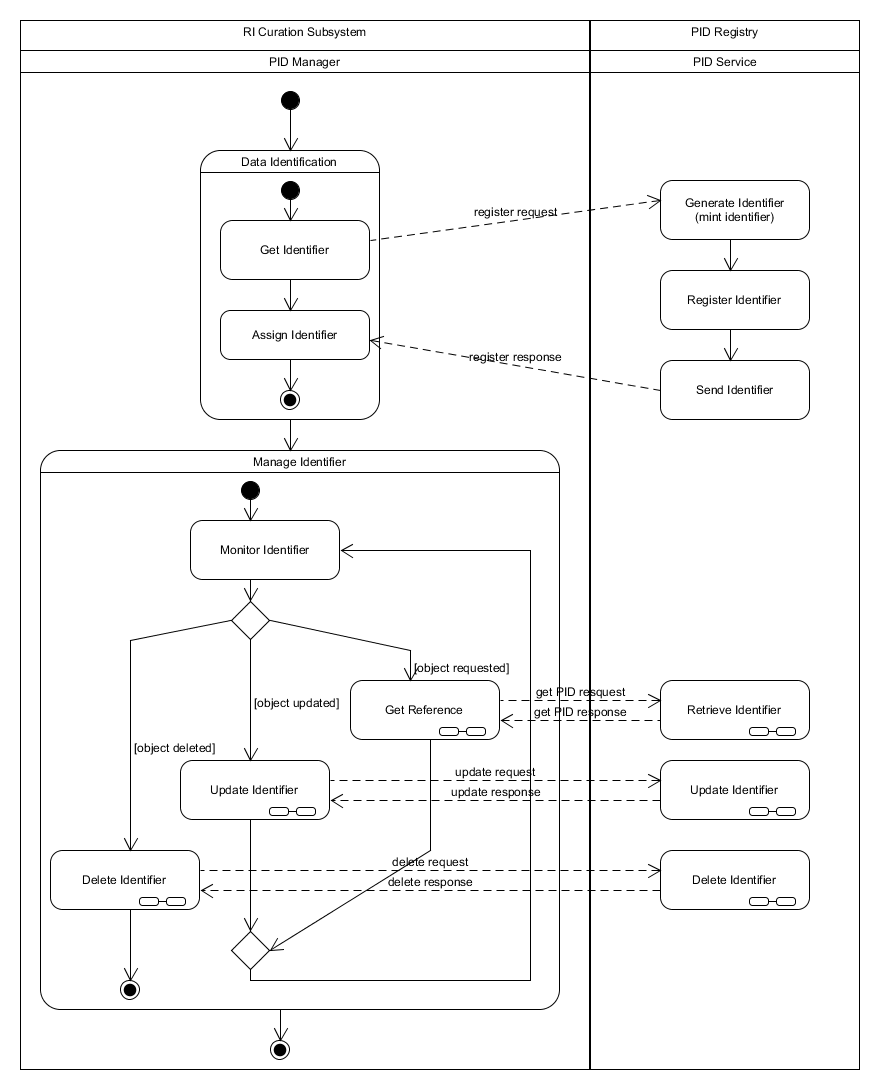 RI Curation Subsystem
PID Registry
PID Manager
PID Service
Data Identification
Get Identifier
register request
Generate Identifier
(mint identifier)
Register Identifier
Assign Identifier
register response
Send Identifier
Manage Identifier
Monitor Identifier
[object requested]
[object updated]
Get Reference
get PID resquest
get PID response
Retrieve Identifier
[object deleted]
Update Identifier
update request
update response
Update Identifier
Delete Identifier
delete request
delete response
Delete Identifier